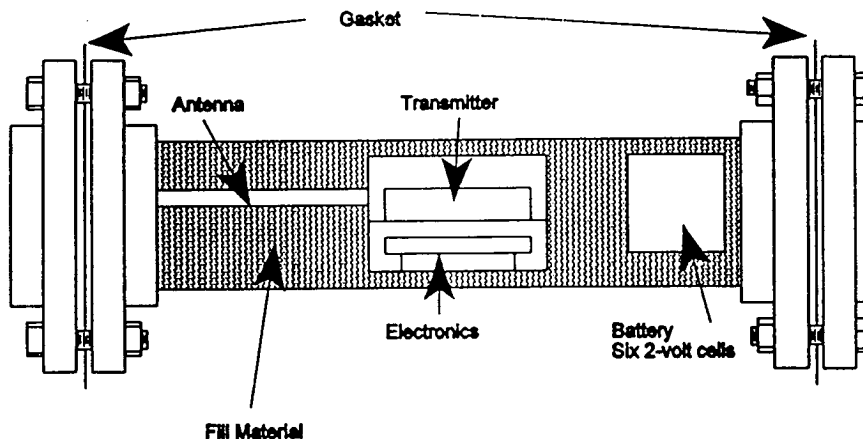 Gasket
Antenna
Transmitter
Electronics
Battery
Six 2-volt cells
Fill Material